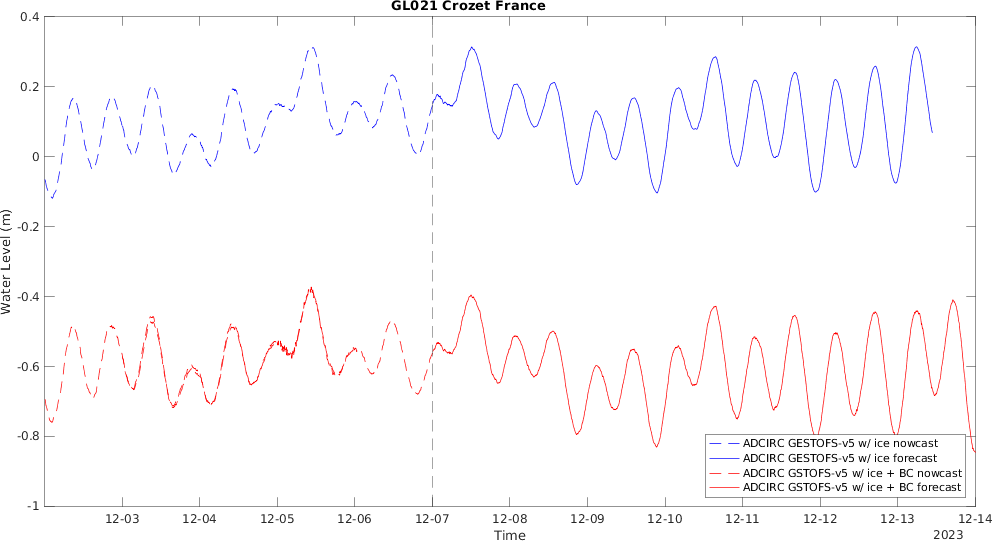 GL021 Crozet France
0.4
0.2
0
-0.2
-0.4
-0.6
-0.8
-1
Water Level (m)
ADCIRC GESTOFS-v5 w/ ice nowcast
ADCIRC GESTOFS-v5 w/ ice forecast
ADCIRC GSTOFS-v5 w/ ice + BC nowcast
ADCIRC GSTOFS-v5 w/ ice + BC forecast
12-03 12-04 12-05 12-06 12-07 12-08 12-09 12-10 12-11 12-12 12-13 12-14
Time
2023